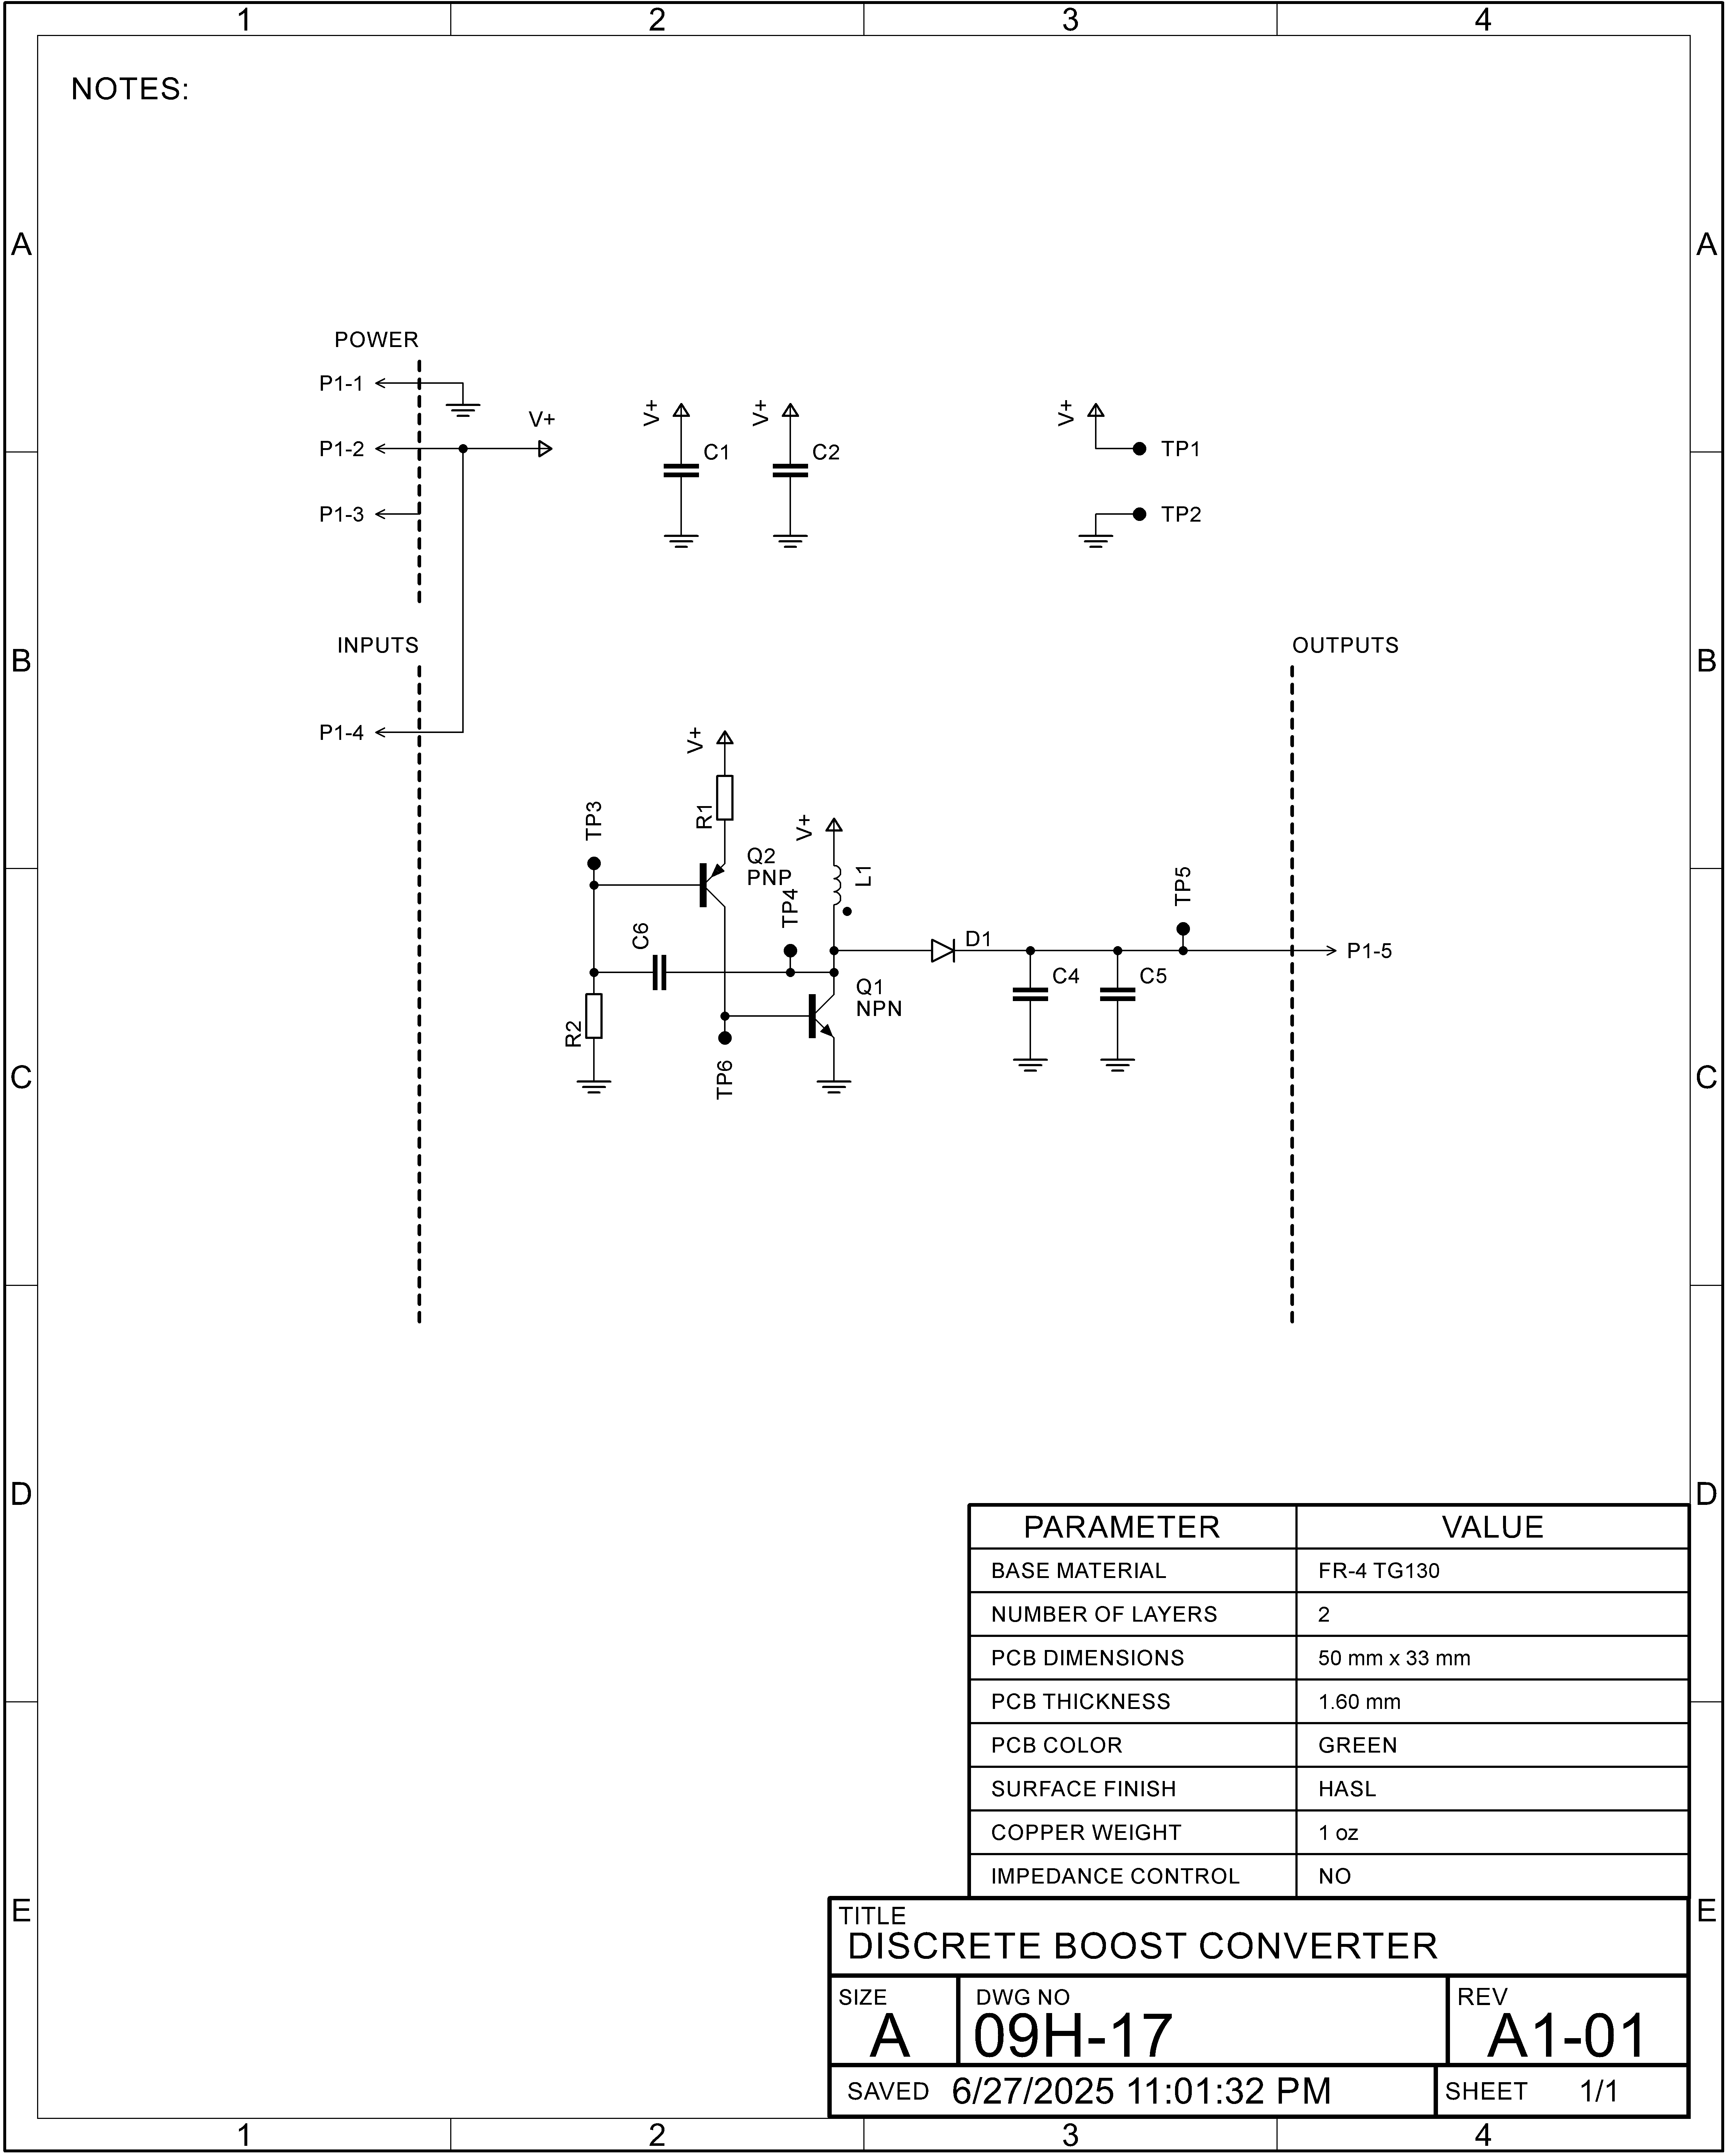 1 2 3 4
NOTES:
A A
POWER
P1-1
V+
P1-2
P1-3
V+
C1
V+
C2
V+
TP1
TP2
B B
INPUTS
OUTPUTS
P1-4
V+
R1
TP3
Q2
PNP
V+
L1
TP4
C6
TP5
D1
P1-5
C4
C5
Q1
NPN
R2
TP6
C C
D D
PARAMETER VALUE
BASE MATERIAL FR-4 TG130
NUMBER OF LAYERS 2
PCB DIMENSIONS 50 mm x 33 mm
PCB THICKNESS 1.60 mm
PCB COLOR GREEN
SURFACE FINISH HASL
COPPER WEIGHT 1 oz
IMPEDANCE CONTROL NO
E E
TITLE
DISCRETE BOOST CONVERTER
SIZE DWG NO REV
A 09H-17 A1-01
SAVED 6/27/2025 11:01:32 PM SHEET 1/1
1 2 3 4